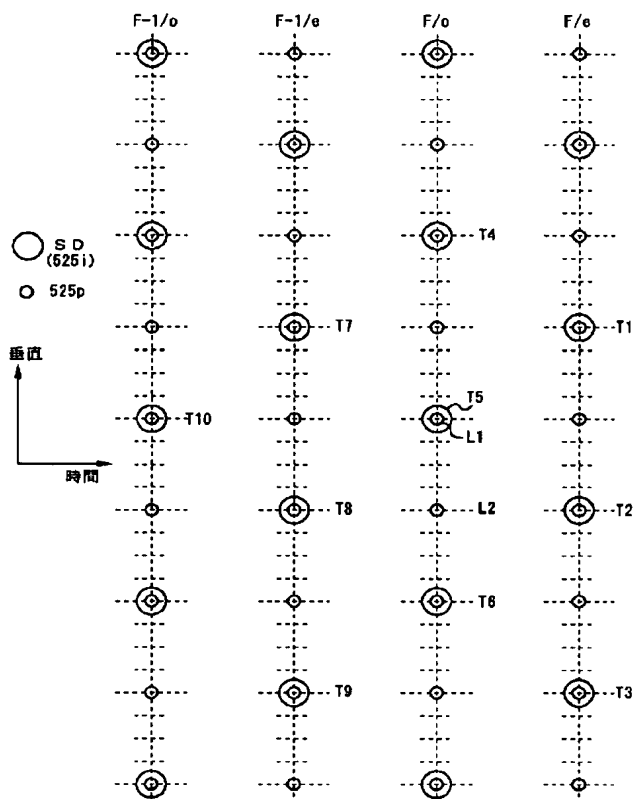 F-1/o F-1/e F/o F/e
T4
SD
(525i)
525p
T7 T1
垂直
T5
T10
L1
時間
T8 L2 T2
T6
T9 T3